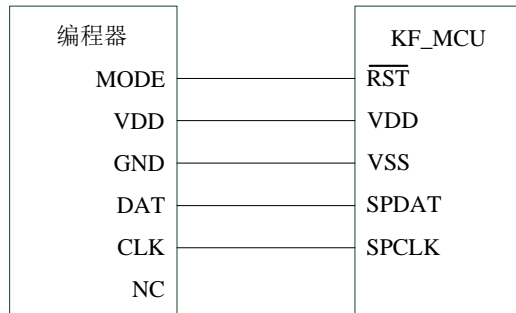 编程器 KF_MCU
MODE RST
VDD VDD
GND VSS
DAT SPDAT
CLK SPCLK
NC